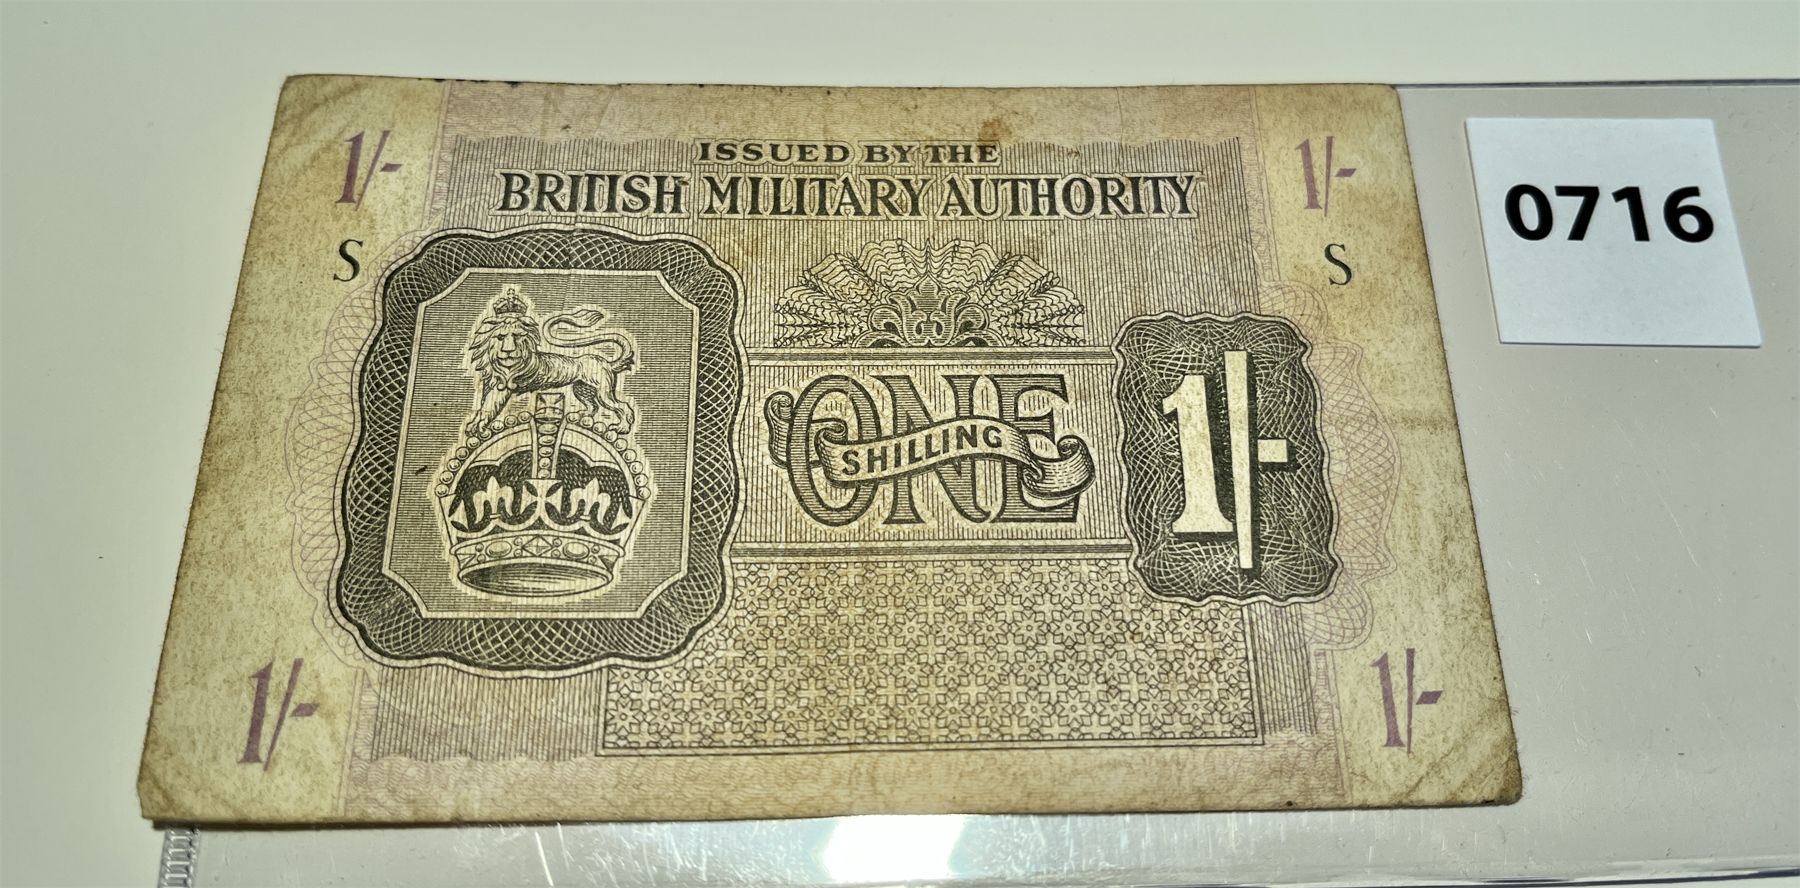 ISSUED BY THE
BRITISH MILITARY AUTHORITY
1/-
1/-
S
S
ONE
SHILLING
1/-
1/-
1/-
0716